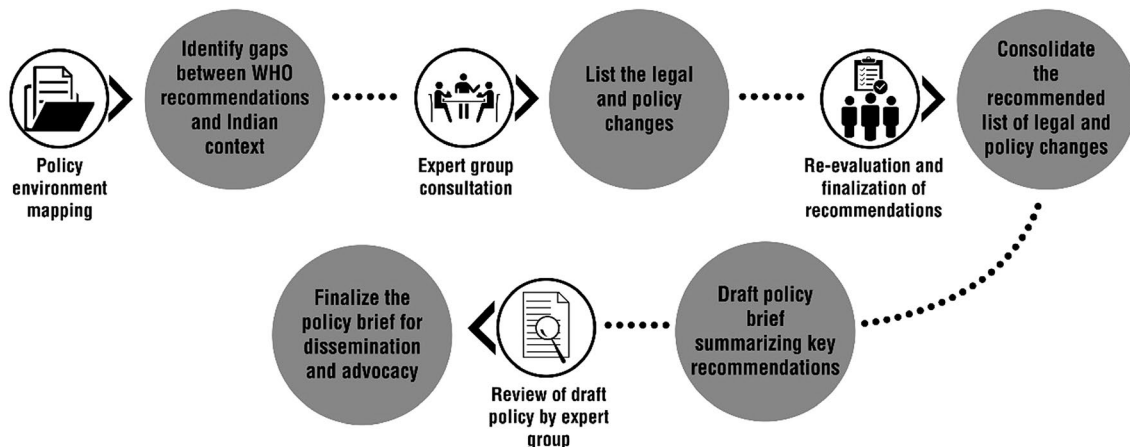 Policy
environment
mapping
Identify gaps
between WHO
recommendations
and Indian
context
Expert group
consultation
List the legal
and policy
changes
Re-evaluation and
finalization of
recommendations
Consolidate
the
recommended
list of legal and
policy changes
Draft policy
brief
summarizing key
recommendations
Review of draft
policy by expert
group
Finalize the
policy brief for
dissemination
and advocacy